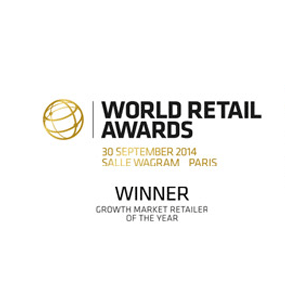 WORLD RETAIL
AWARDS
30 SEPTEMBER 2014
SALLE WAGRAM PARIS
WINNER
GROWTH MARKET RETAILER
OF THE YEAR